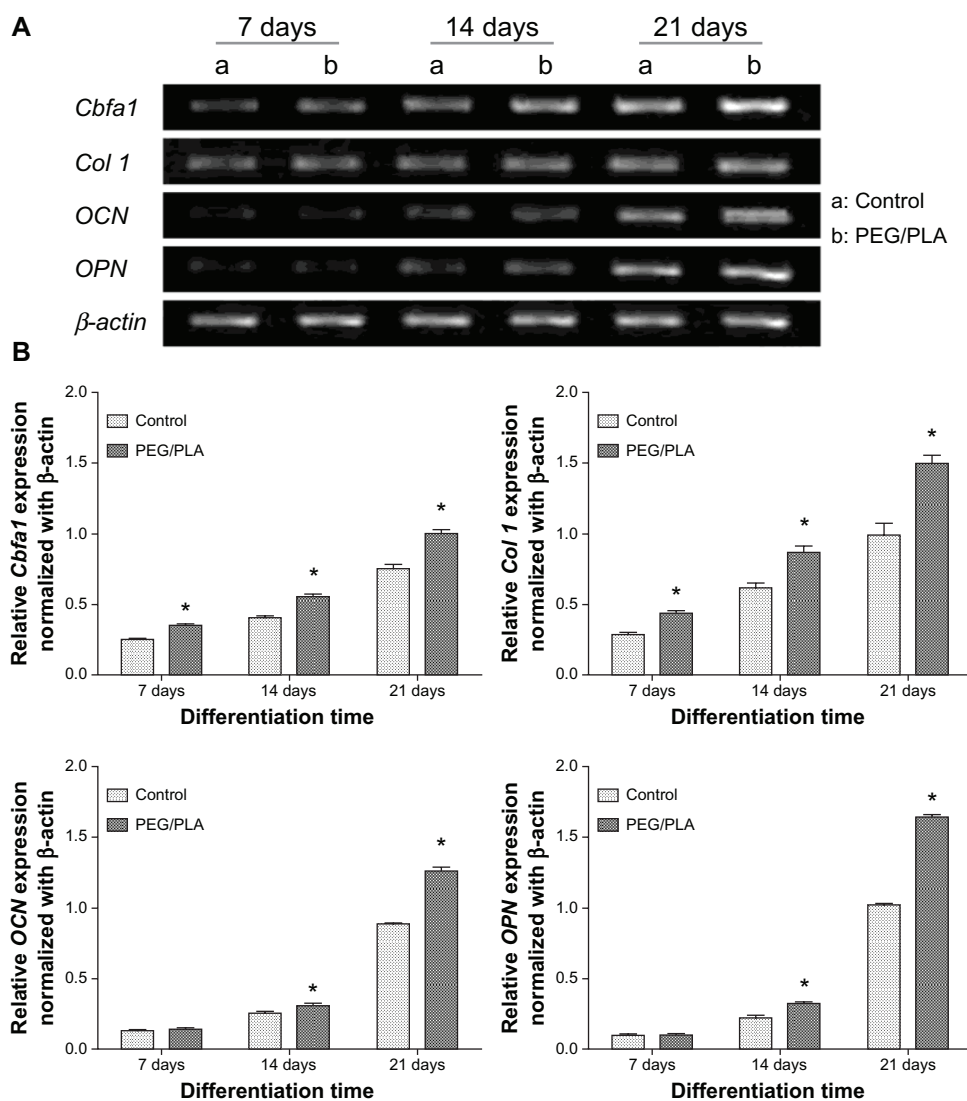 A
7 days 14 days 21 days
a b a b a b
Cbfa1
Col 1
OCN
OPN
β-actin
a: Control
b: PEG/PLA
B
Relative Cbfa1 expression
normalized with β-actin
2.0
1.5
1.0
0.5
0.0
Control
PEG/PLA
*
*
*
7 days 14 days 21 days
Differentiation time
Relative Col 1 expression
normalized with β-actin
2.0
1.5
1.0
0.5
0.0
Control
PEG/PLA
*
*
*
7 days 14 days 21 days
Differentiation time
Relative OCN expression
normalized with β-actin
2.0
1.5
1.0
0.5
0.0
Control
PEG/PLA
*
*
7 days 14 days 21 days
Differentiation time
Relative OPN expression
normalized with β-actin
2.0
1.5
1.0
0.5
0.0
Control
PEG/PLA
*
*
7 days 14 days 21 days
Differentiation time